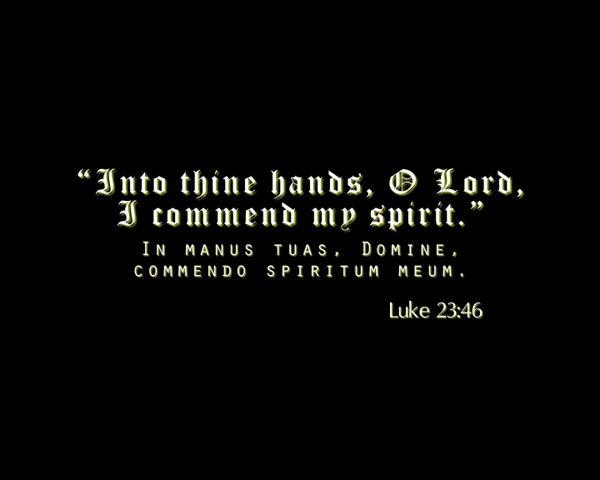 “Into thine hands, O Lord,
I commend my spirit.”
In manus tuas, Domine,
commendo spiritum meum.
Luke 23:46